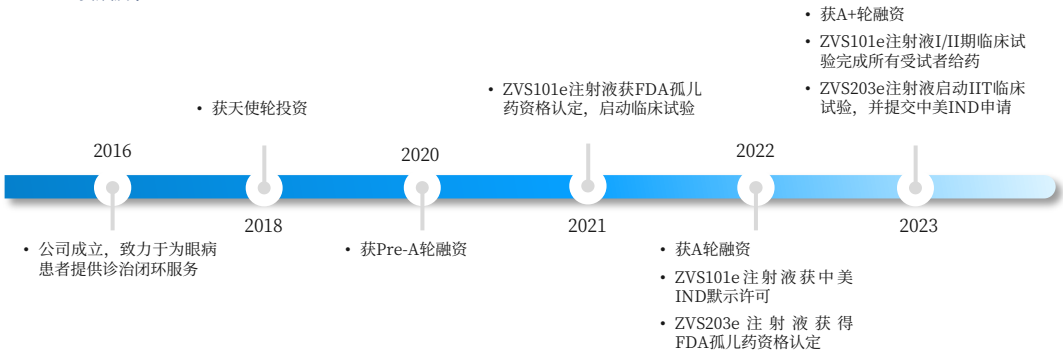 • 获A+轮融资
• ZVS101e注射液I/II期临床试
验完成所有受试者给药
• ZVS203e注射液启动IIT临床
试验，并提交中美IND申请
• ZVS101e注射液获FDA孤儿
药资格认定，启动临床试验
• 获天使轮投资
2016
2020
2022
2018
2021
2023
• 公司成立，致力于为眼病
患者提供诊治闭环服务
• 获Pre-A轮融资
• 获A轮融资
• ZVS101e注射液获中美
IND默示许可
• ZVS203e注射液获得
FDA孤儿药资格认定